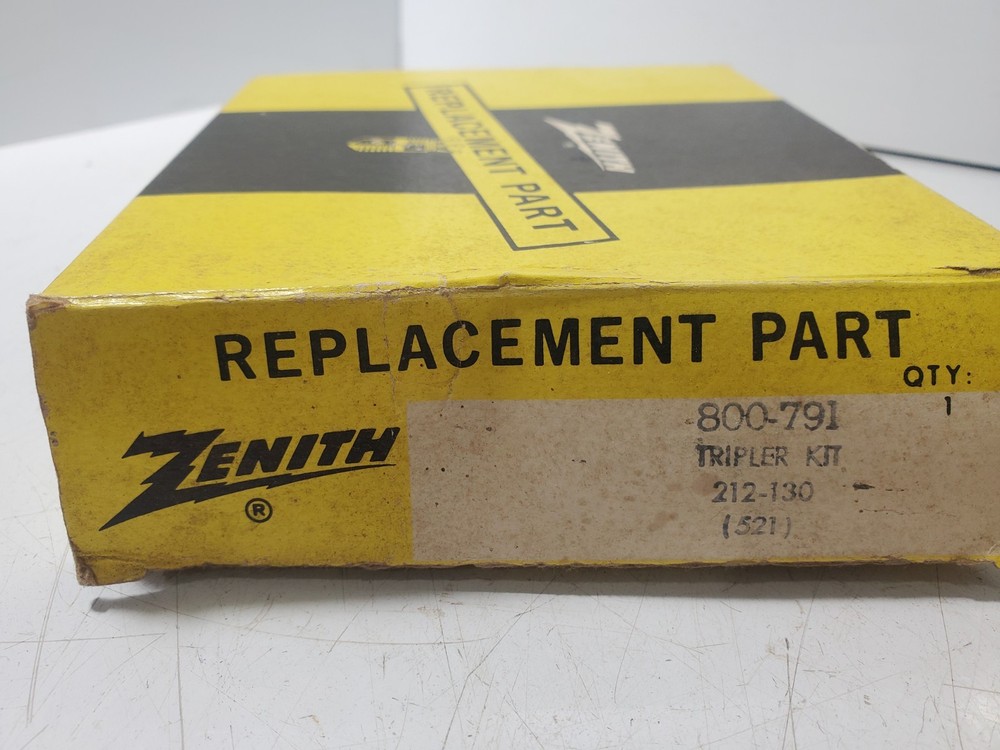 ZENITH
REPLACEMENT PART
REPLACEMENT PART
QTY:
1
ZENITH
®
800-791
TRIPLER KIT
212-130
(521)